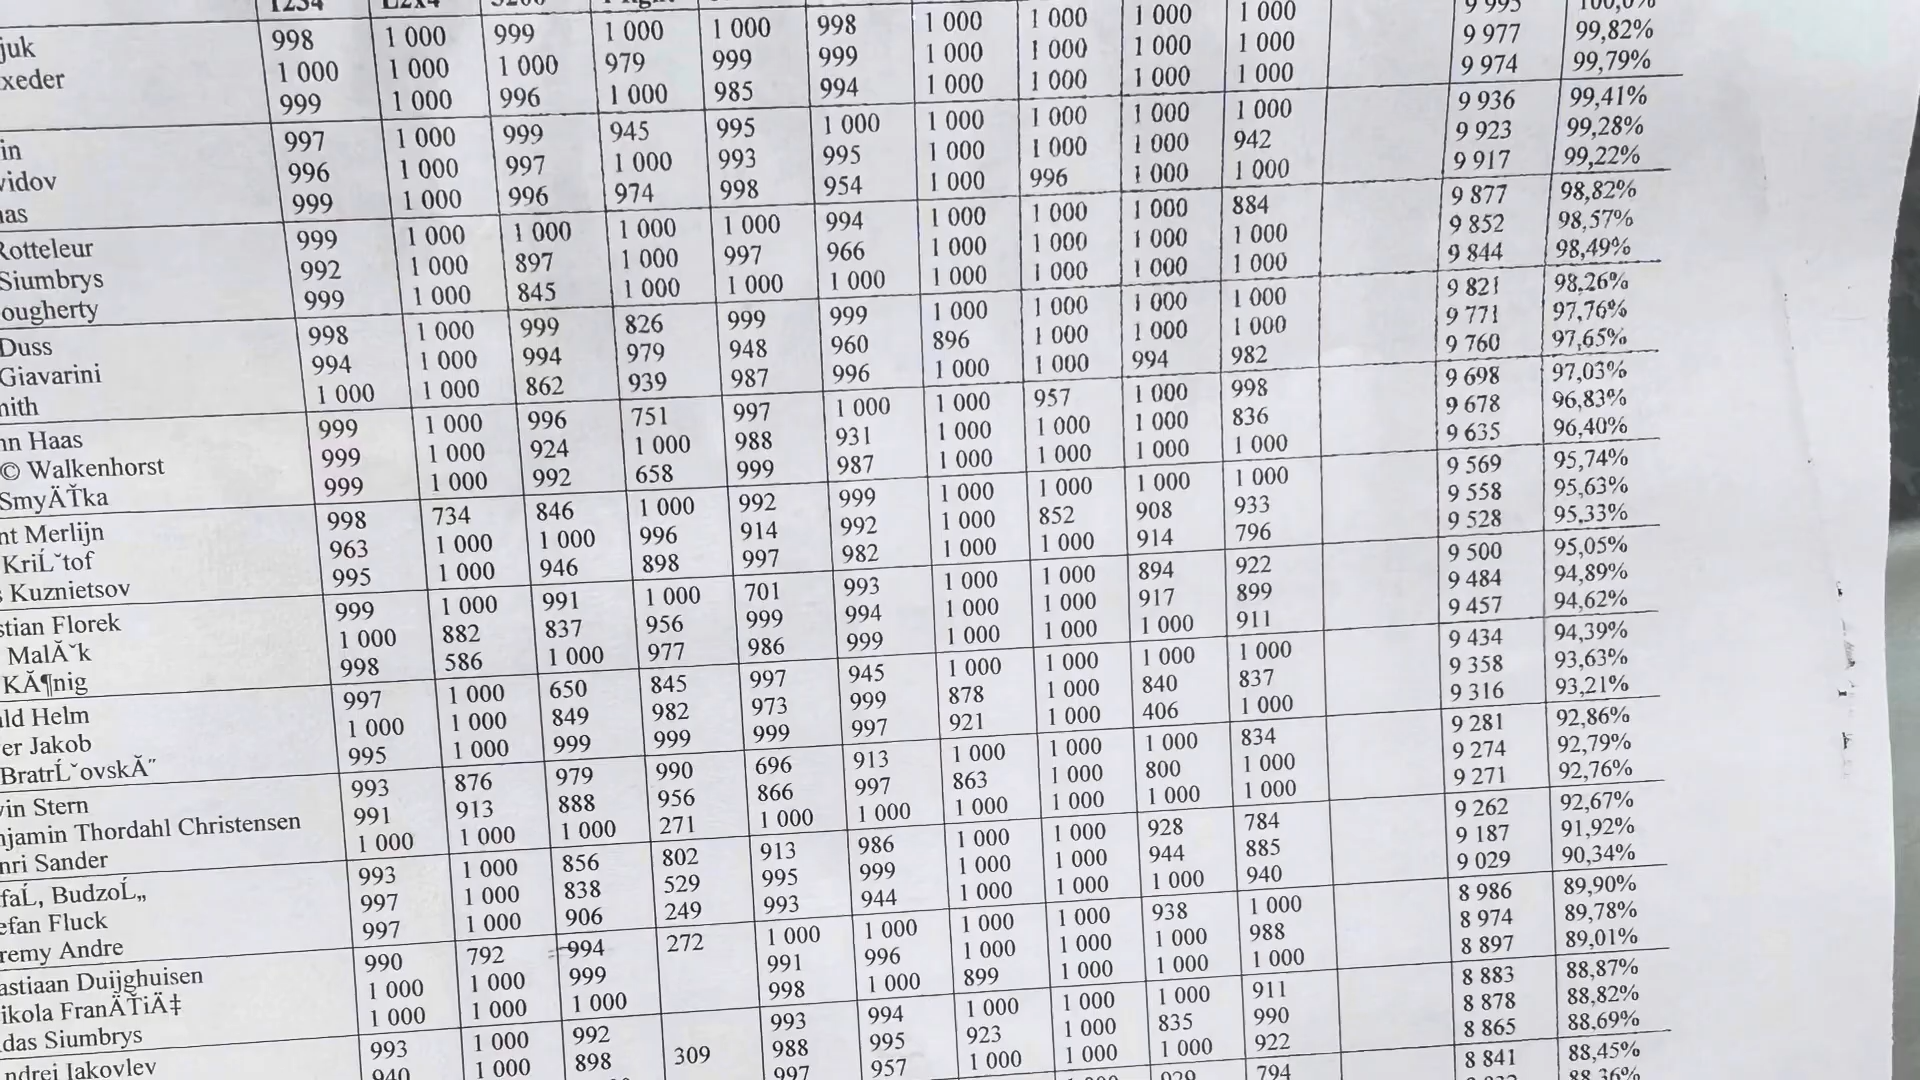 1234
juk 998 1 000 999 1 000 1 000 998 1 000 1 000 1 000 1 000 9 995 100,0%
xeder 1 000 1 000 1 000 979 999 999 1 000 1 000 1 000 1 000 9 977 99,82%
999 1 000 996 1 000 985 994 1 000 1 000 1 000 1 000 9 974 99,79%
in 997 1 000 999 945 995 1 000 1 000 1 000 1 000 1 000 9 936 99,41%
vidov 996 1 000 997 1 000 993 995 1 000 1 000 1 000 942 9 923 99,28%
as 999 1 000 996 974 998 954 1 000 996 1 000 1 000 9 917 99,22%
Rotteleur 999 1 000 1 000 1 000 1 000 994 1 000 1 000 1 000 884 9 877 98,82%
Siumbrys 992 1 000 897 1 000 997 966 1 000 1 000 1 000 1 000 9 852 98,57%
ougherty 999 1 000 845 1 000 1 000 1 000 1 000 1 000 1 000 1 000 9 844 98,49%
Duss 998 1 000 999 826 999 999 1 000 1 000 1 000 1 000 9 821 98,26%
Giavarini 994 1 000 994 979 948 960 896 1 000 1 000 1 000 9 771 97,76%
nith 1 000 1 000 862 939 987 996 1 000 1 000 994 982 9 760 97,65%
nn Haas 999 1 000 996 751 997 1 000 1 000 957 1 000 998 9 698 97,03%
© Walkenhorst 999 1 000 924 1 000 988 931 1 000 1 000 1 000 836 9 678 96,83%
SmyÄŤka 999 1 000 992 658 999 987 1 000 1 000 1 000 1 000 9 635 96,40%
nt Merlijn 998 734 846 1 000 992 999 1 000 1 000 1 000 1 000 9 569 95,74%
KriĹˇtof 963 1 000 1 000 996 914 992 1 000 852 908 933 9 558 95,63%
s Kuznietsov 995 1 000 946 898 997 982 1 000 1 000 914 796 9 528 95,33%
stian Florek 999 1 000 991 1 000 701 993 1 000 1 000 894 922 9 500 95,05%
MalĂˇk 1 000 882 837 956 999 994 1 000 1 000 917 899 9 484 94,89%
KĂ¶nig 998 586 1 000 977 986 999 1 000 1 000 1 000 911 9 457 94,62%
ld Helm 997 1 000 650 845 997 945 1 000 1 000 1 000 1 000 9 434 94,39%
er Jakob 1 000 1 000 849 982 973 999 878 1 000 840 837 9 358 93,63%
BratrĹˇovskĂ˝ 995 1 000 999 999 999 997 921 1 000 406 1 000 9 316 93,21%
vin Stern 993 876 979 990 696 913 1 000 1 000 1 000 834 9 281 92,86%
njamin Thordahl Christensen 991 913 888 956 866 997 863 1 000 800 1 000 9 274 92,79%
nri Sander 1 000 1 000 1 000 271 1 000 1 000 1 000 1 000 1 000 1 000 9 271 92,76%
faĹ‚ BudzoĹ„ 993 1 000 856 802 913 986 1 000 1 000 928 784 9 262 92,67%
efan Fluck 997 1 000 838 529 995 999 1 000 1 000 944 885 9 187 91,92%
remy Andre 997 1 000 906 249 993 944 1 000 1 000 1 000 940 9 029 90,34%
astiaan Duijghuisen 990 792 994 272 1 000 1 000 1 000 1 000 938 1 000 8 986 89,90%
ikola FranÄŤiÄ‡ 1 000 1 000 999 991 996 1 000 1 000 1 000 988 8 974 89,78%
das Siumbrys 1 000 1 000 1 000 998 1 000 899 1 000 1 000 1 000 8 897 89,01%
ndrei Iakovlev 993 1 000 992 993 994 1 000 1 000 1 000 911 8 883 88,87%
940 1 000 898 309 988 995 923 1 000 835 990 8 878 88,82%
997 957 1 000 1 000 1 000 922 8 865 88,69%
929 794 8 841 88,45%
88,36%